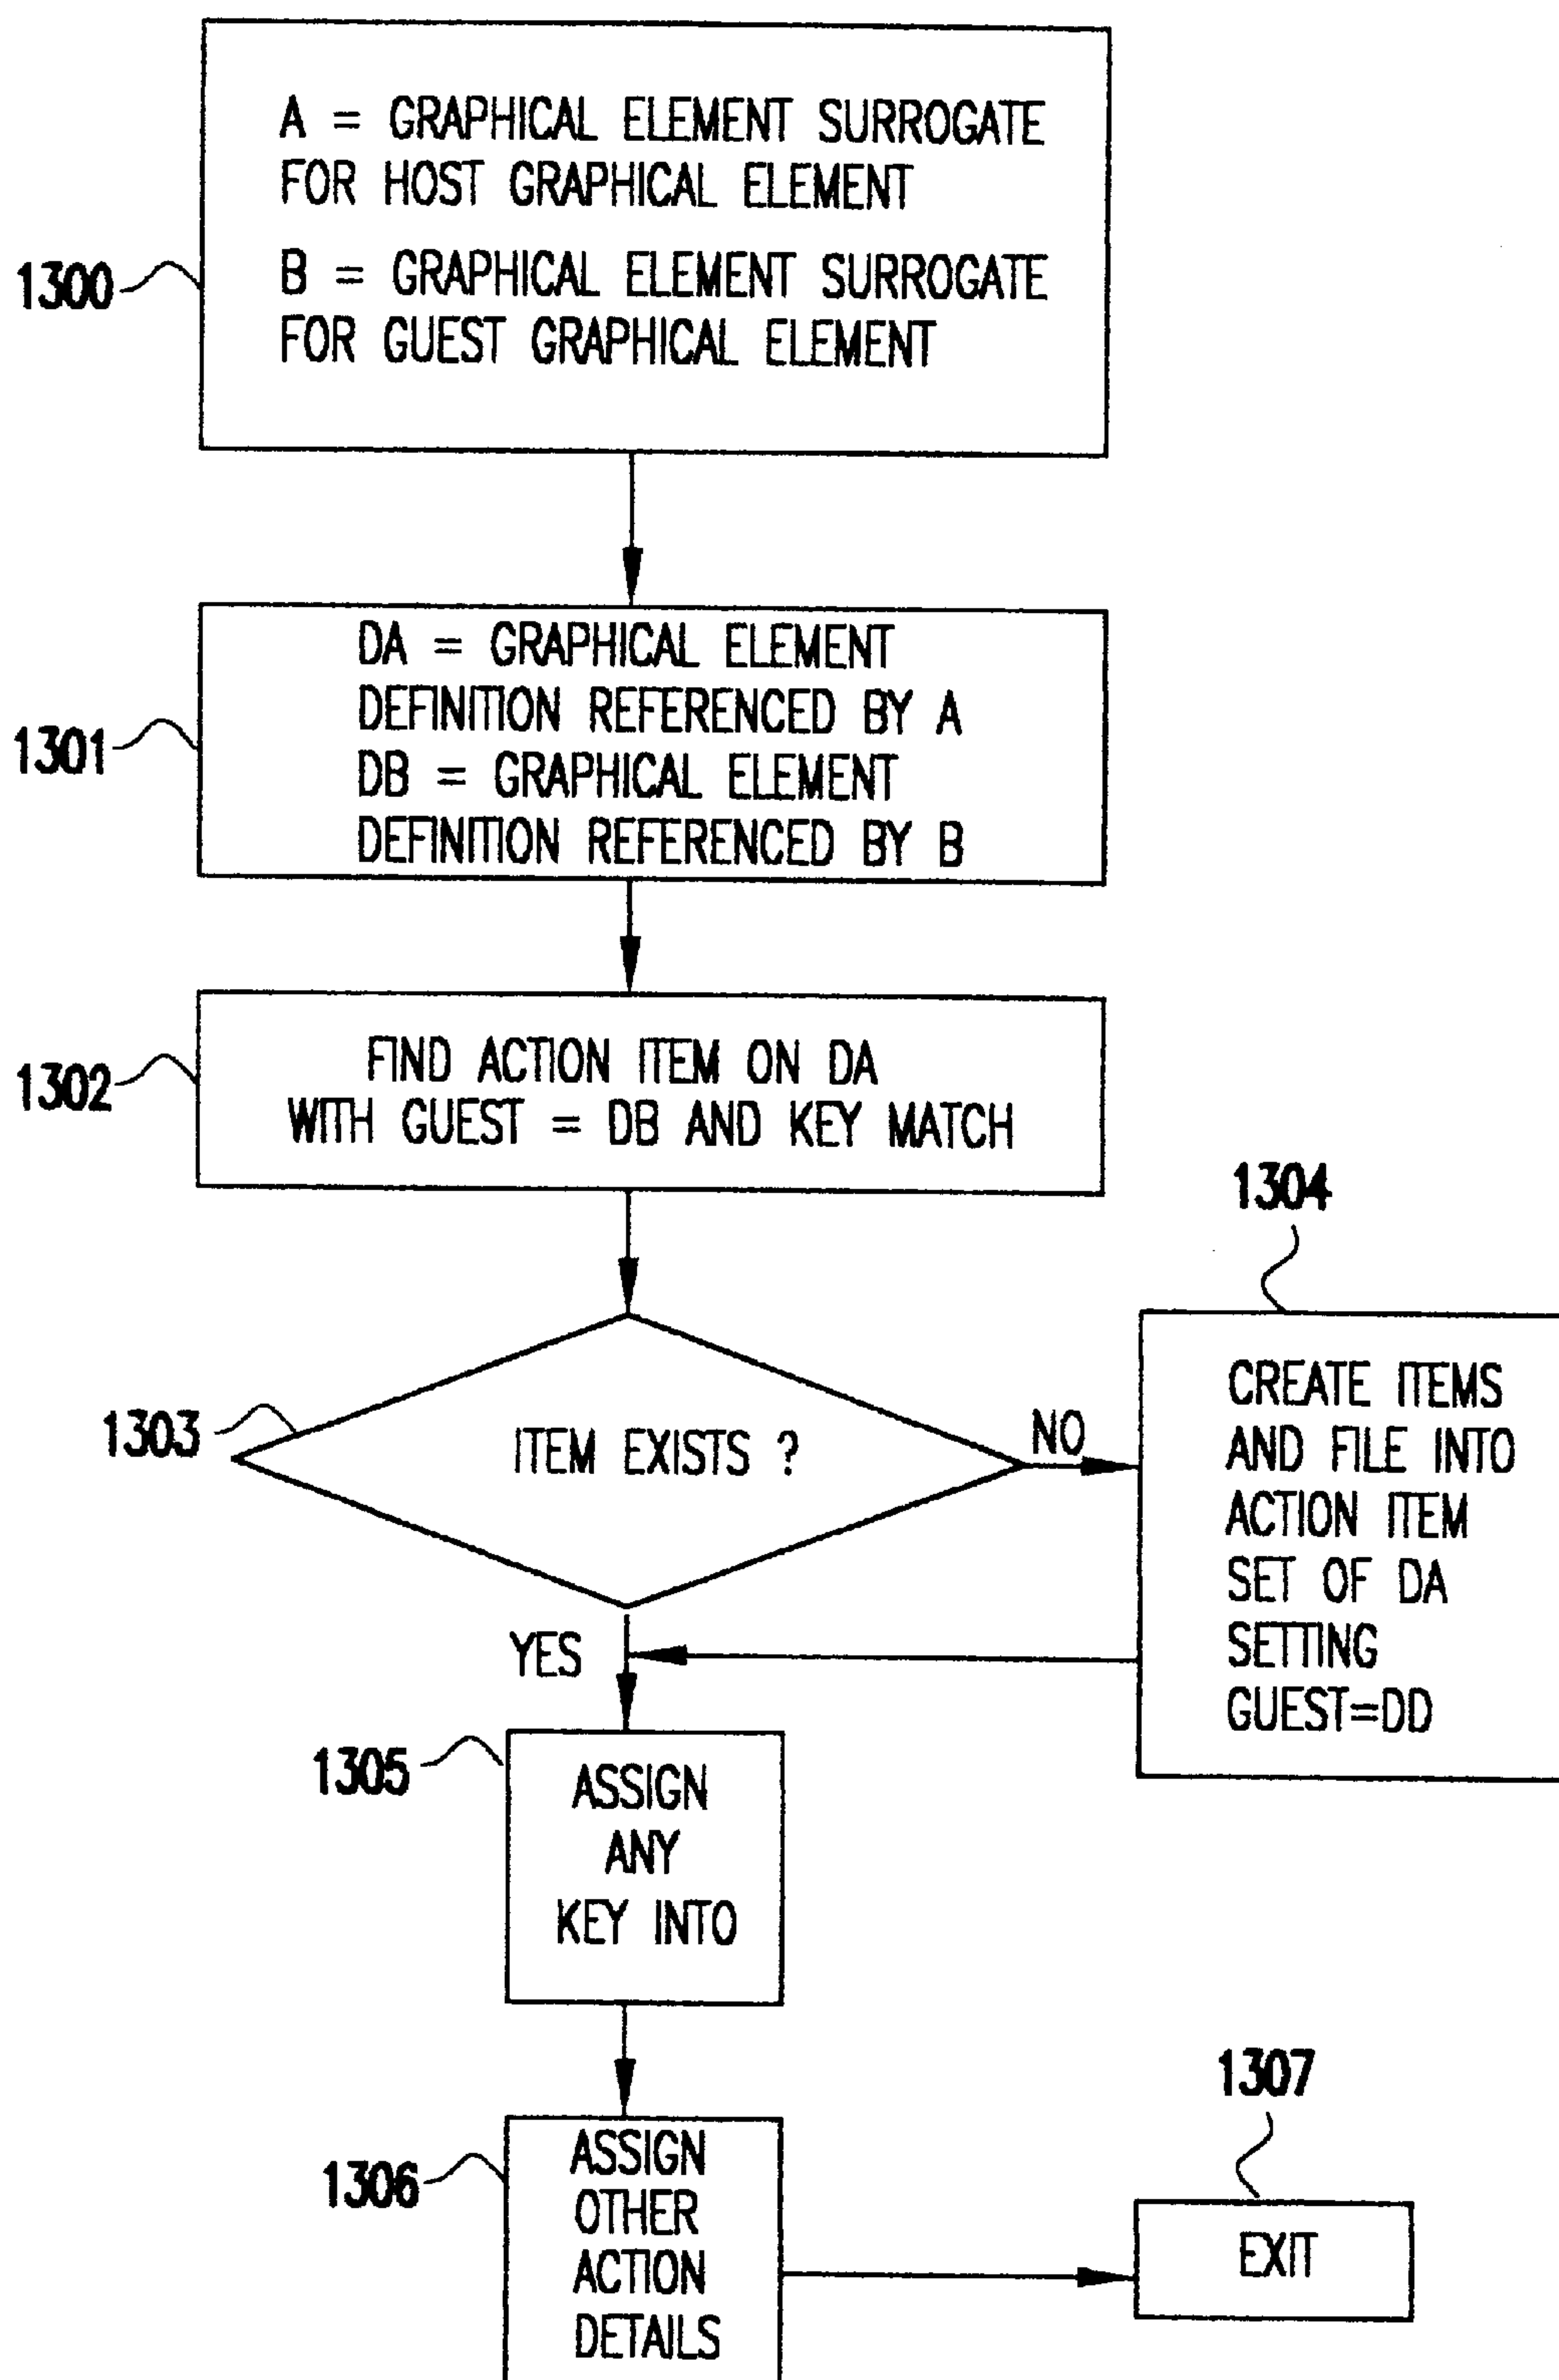 A = GRAPHICAL ELEMENT SURROGATE
FOR HOST GRAPHICAL ELEMENT
B = GRAPHICAL ELEMENT SURROGATE
FOR GUEST GRAPHICAL ELEMENT
1300
DA = GRAPHICAL ELEMENT
DEFINITION REFERENCED BY A
DB = GRAPHICAL ELEMENT
DEFINITION REFERENCED BY B
1301
FIND ACTION ITEM ON DA
WITH GUEST = DB AND KEY MATCH
1302
1303
ITEM EXISTS ?
NO
YES
1304
CREATE ITEMS
AND FILE INTO
ACTION ITEM
SET OF DA
SETTING
GUEST=DD
1305
ASSIGN
ANY
KEY INTO
1306
ASSIGN
OTHER
ACTION
DETAILS
1307
EXIT